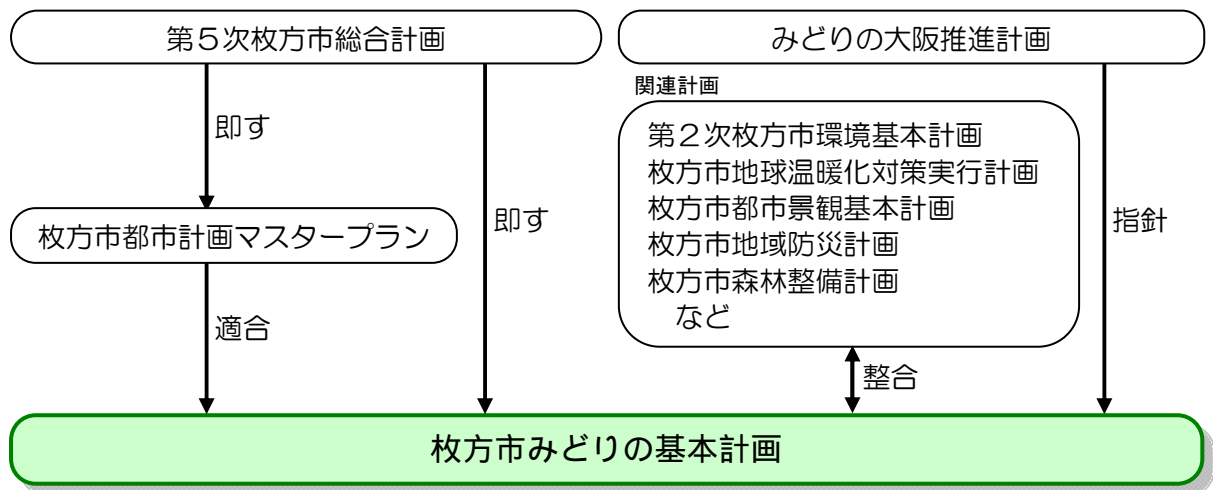 第５次枚方市総合計画
みどりの大阪推進計画
関連計画
即す
第２次枚方市環境基本計画
枚方市地球温暖化対策実行計画
枚方市都市景観基本計画
枚方市地域防災計画
枚方市森林整備計画
など
枚方市都市計画マスタープラン
即す
指針
適合
整合
枚方市みどりの基本計画